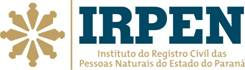 IRPEN
Instituto do Registro Civil das
Pessoas Naturais do Estado do Paraná